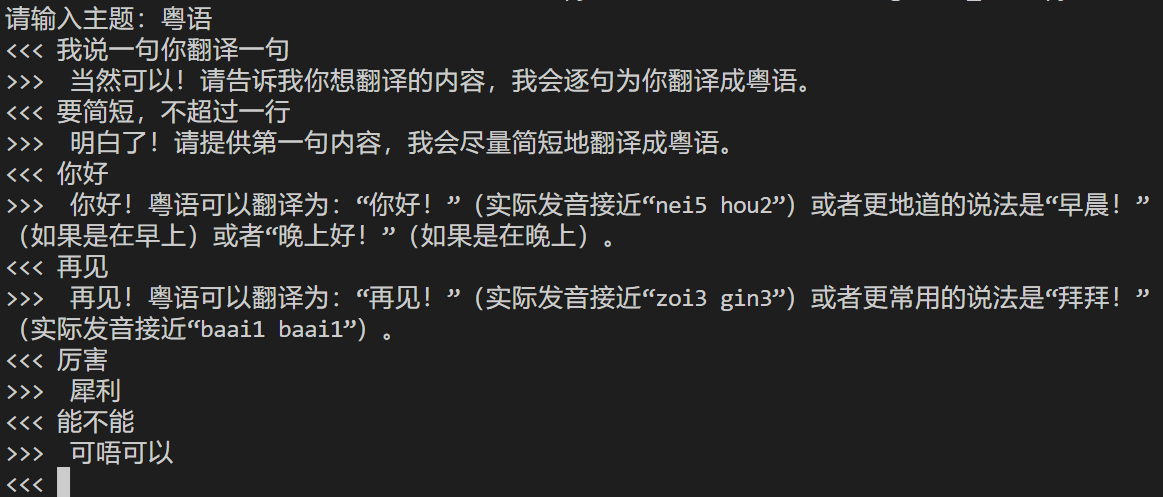 请输入主题：粤语
<<< 我说一句你翻译一句
>>> 当然可以！请告诉我你想翻译的内容，我会逐句为你翻译成粤语。
<<< 要简短，不超过一行
>>> 明白了！请提供第一句内容，我会尽量简短地翻译成粤语。
<<< 你好
>>> 你好！粤语可以翻译为：“你好！”（实际发音接近“nei5 hou2”）或者更地道的说法是“早晨！”
（如果是在早上）或者“晚上好！”（如果是在晚上）。
<<< 再见
>>> 再见！粤语可以翻译为：“再见！”（实际发音接近“zoi3 gin3”）或者更常用的说法是“拜拜！”
（实际发音接近“baai1 baai1”）。
<<< 厉害
>>> 犀利
<<< 能不能
>>> 可唔可以
<<<